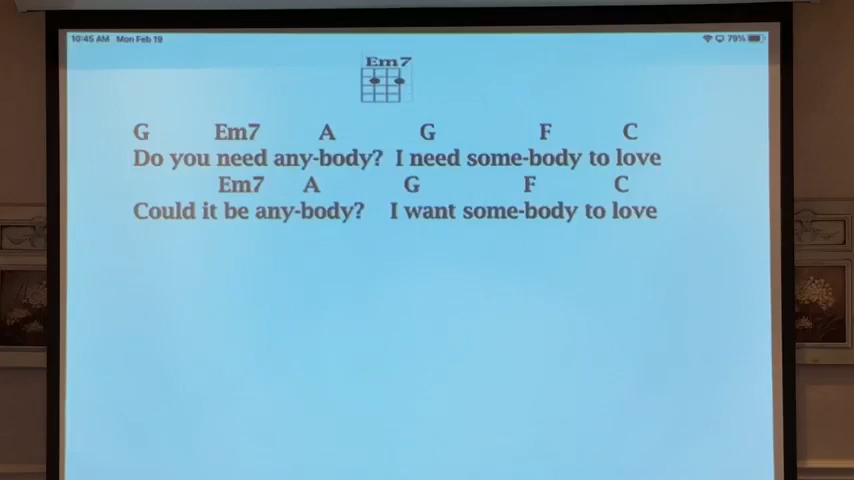 10:45 AM Mon Feb 19
79%
Em7
G Em7 A G F C
Do you need any-body? I need some-body to love
Em7 A G F C
Could it be any-body? I want some-body to love